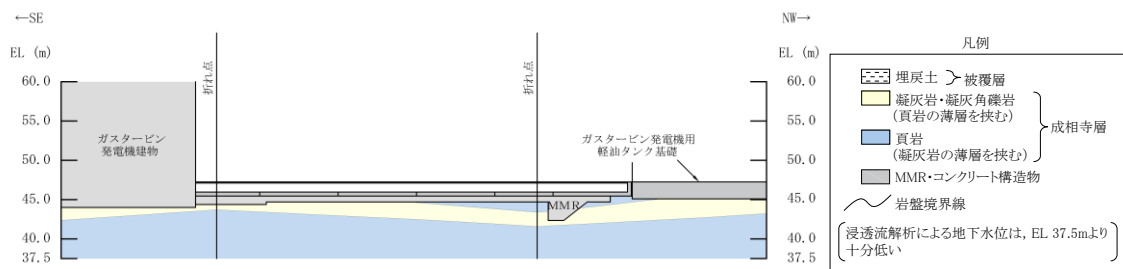 ←SE
NW→
EL (m)
EL (m)
60.0
55.0
50.0
45.0
40.0
37.5
折れ点
折れ点
ガスタービン
発電機建物
ガスタービン発電機用
軽油タンク基礎
MMR
60.0
55.0
50.0
45.0
40.0
37.5
凡例
埋戻土
被覆層
凝灰岩・凝灰角礫岩
(頁岩の薄層を挟む)
頁岩
(凝灰岩の薄層を挟む)
成相寺層
MMR・コンクリート構造物
岩盤境界線
浸透流解析による地下水位は，EL 37.5mより
十分低い